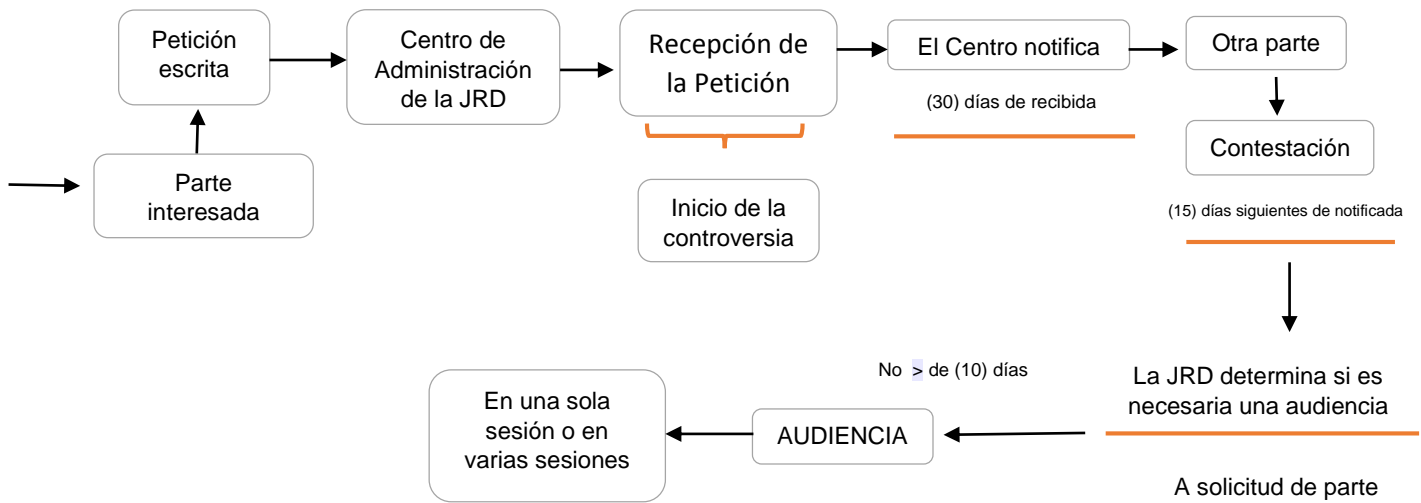 Petición
escrita
Centro de
Administración
de la JRD
Recepción de
la Petición
El Centro notifica
Otra parte
(30) días de recibida
Contestación
Parte
interesada
Inicio de la
controversia
(15) días siguientes de notificada
No > de (10) días
La JRD determina si es
necesaria una audiencia
En una sola
sesión o en
varias sesiones
AUDIENCIA
A solicitud de parte